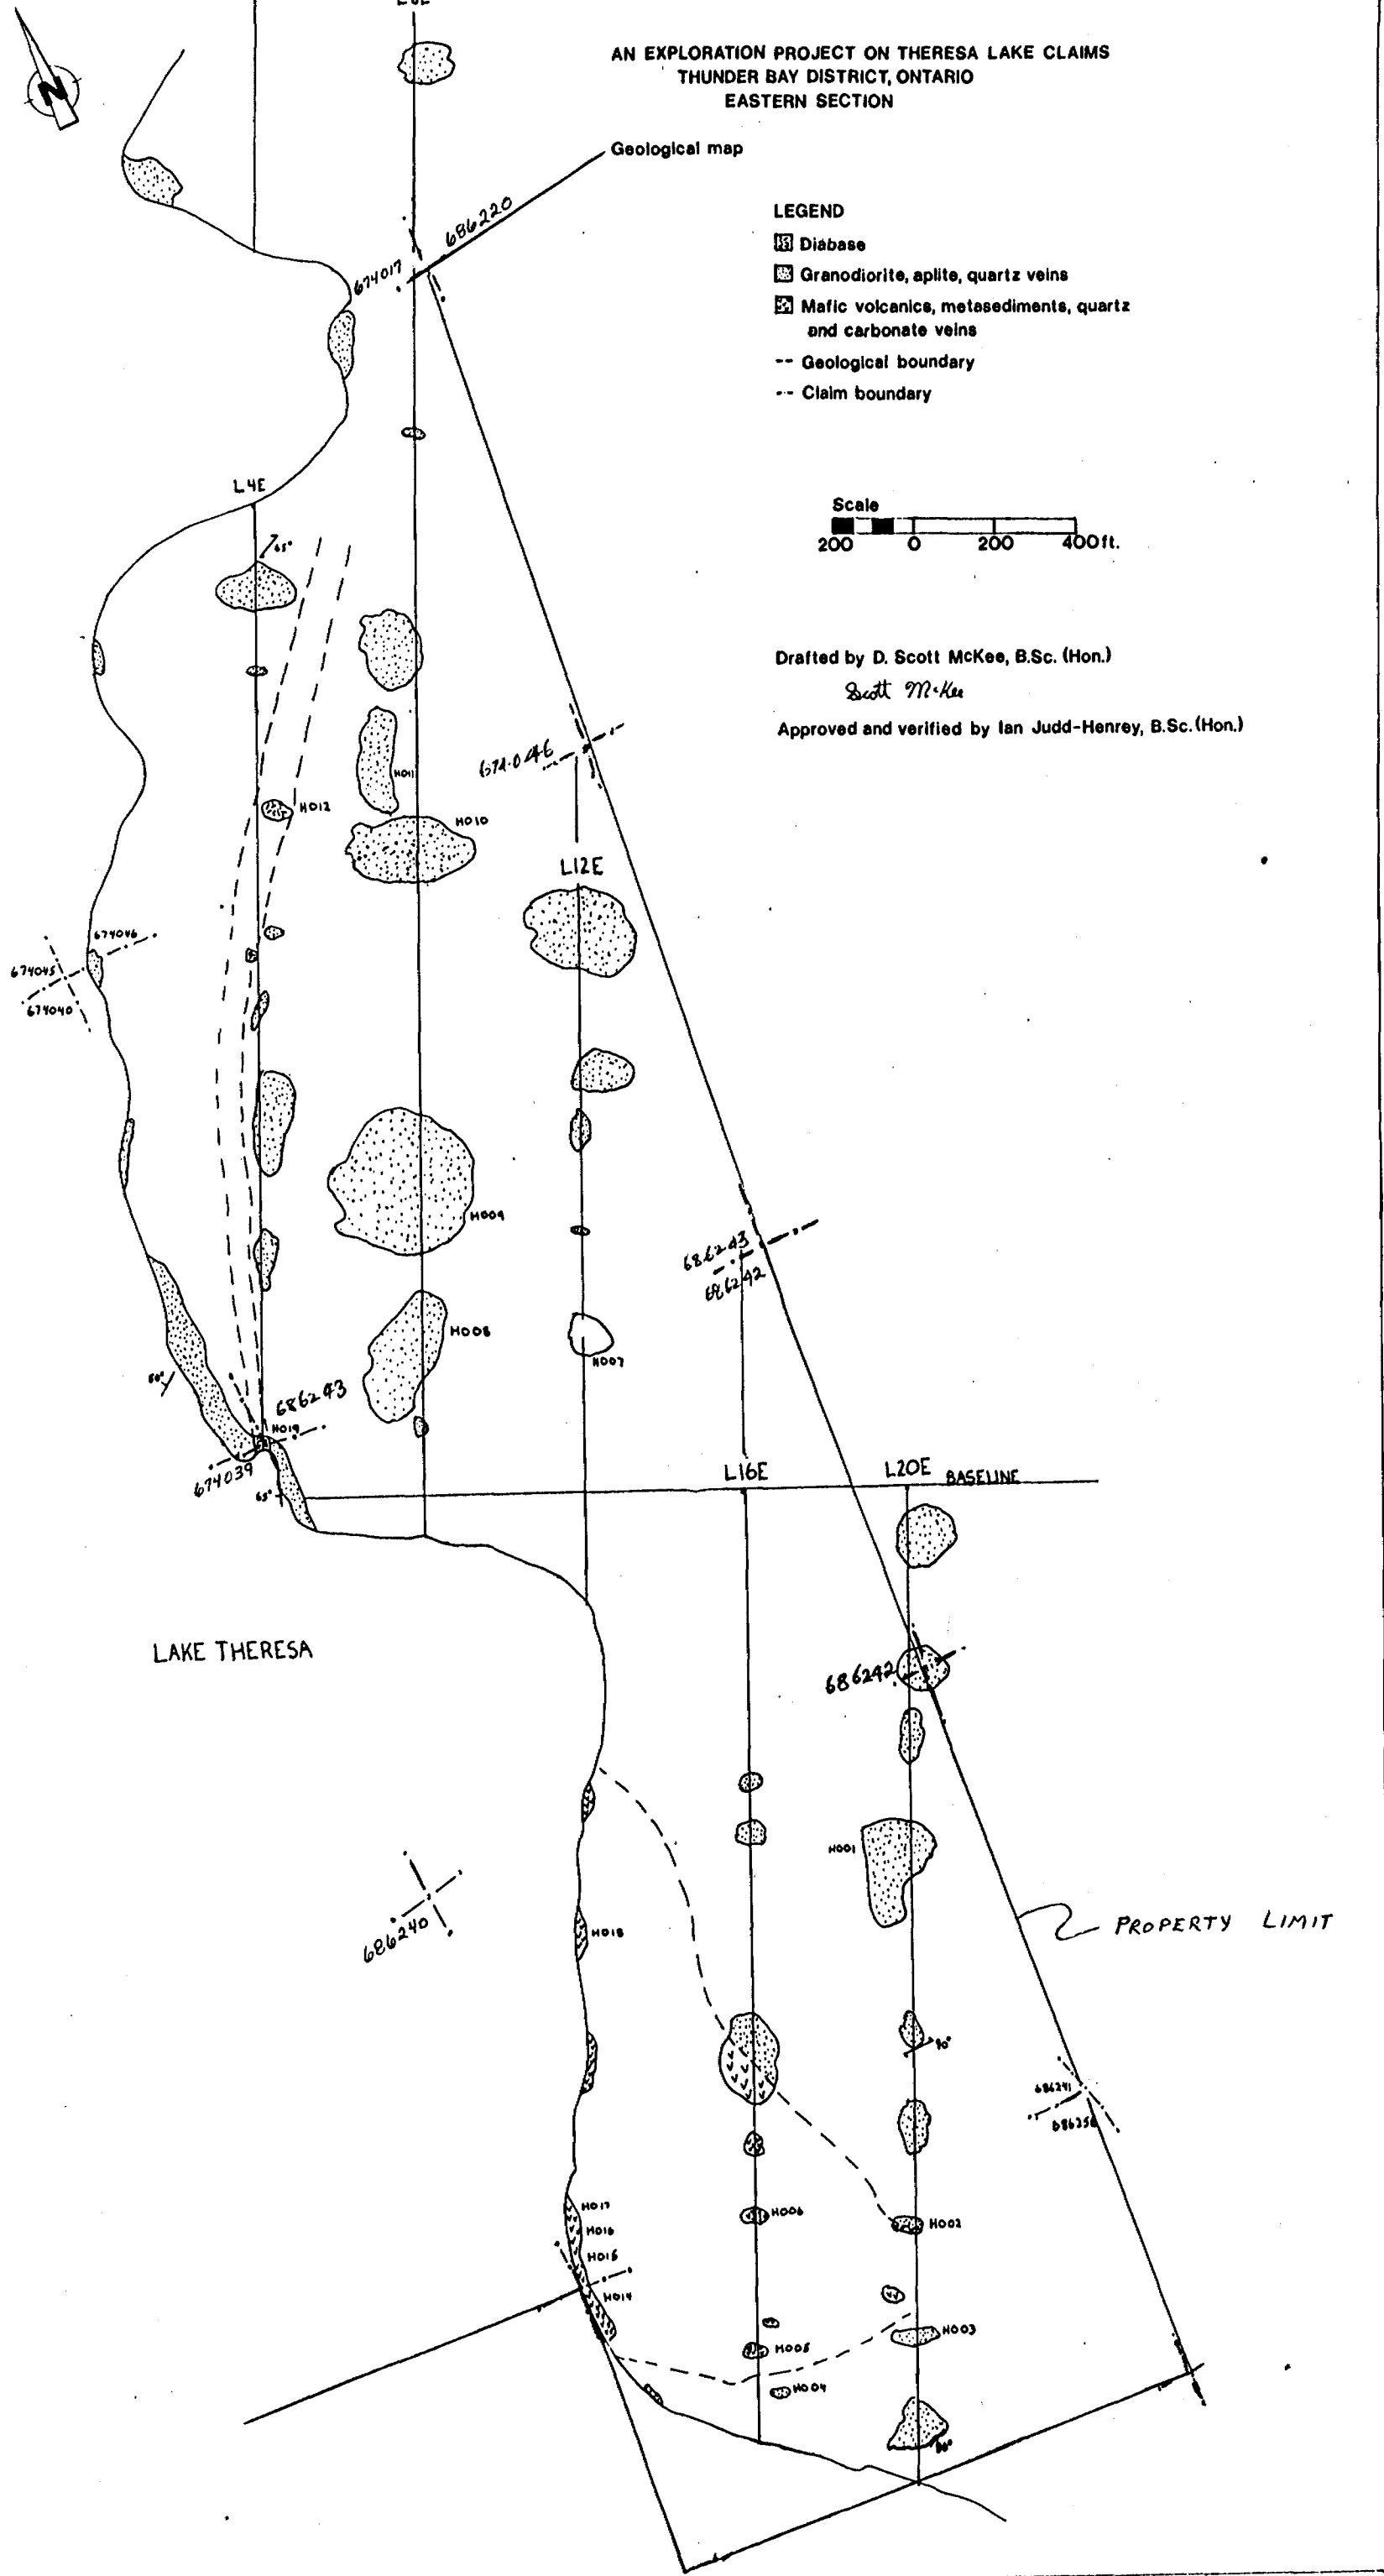 AN EXPLORATION PROJECT ON THERESA LAKE CLAIMS
THUNDER BAY DISTRICT, ONTARIO
EASTERN SECTION
N
Geological map
686220
674017
LEGEND
Diabase
Granodiorite, aplite, quartz veins
Mafic volcanics, metasediments, quartz
and carbonate veins
-- Geological boundary
-·- Claim boundary
L4E
65°
Scale
200 0 200 400ft.
Drafted by D. Scott McKee, B.Sc. (Hon.)
Scott McKee
Approved and verified by Ian Judd-Henrey, B.Sc. (Hon.)
674046
H011
H012
H010
L12E
674046
674045
674040
H009
686243
686242
H008
H007
686243
H019
674039
65°
L16E
L20E
BASELINE
LAKE THERESA
686242
H001
686240
H018
PROPERTY LIMIT
90°
686241
H017
H016
H015
H014
H006
H002
H003
H005
H004